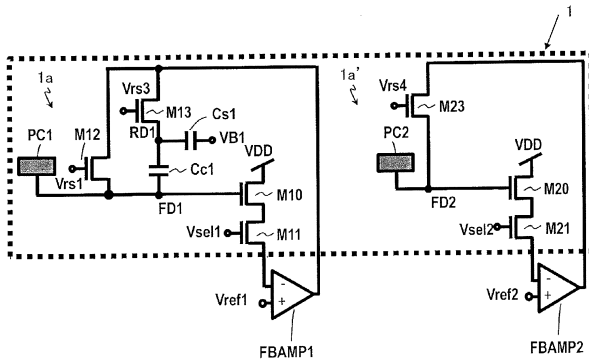 1
1a
Vrs3
M13
Cs1
1a'
Vrs4
M23
PC1
M12
RD1
VB1
PC2
VDD
VDD
Vrs1
Cc1
M10
M20
FD1
FD2
Vsel1
M11
Vsel2
M21
-
-
Vref1
+
Vref2
+
FBAMP1
FBAMP2